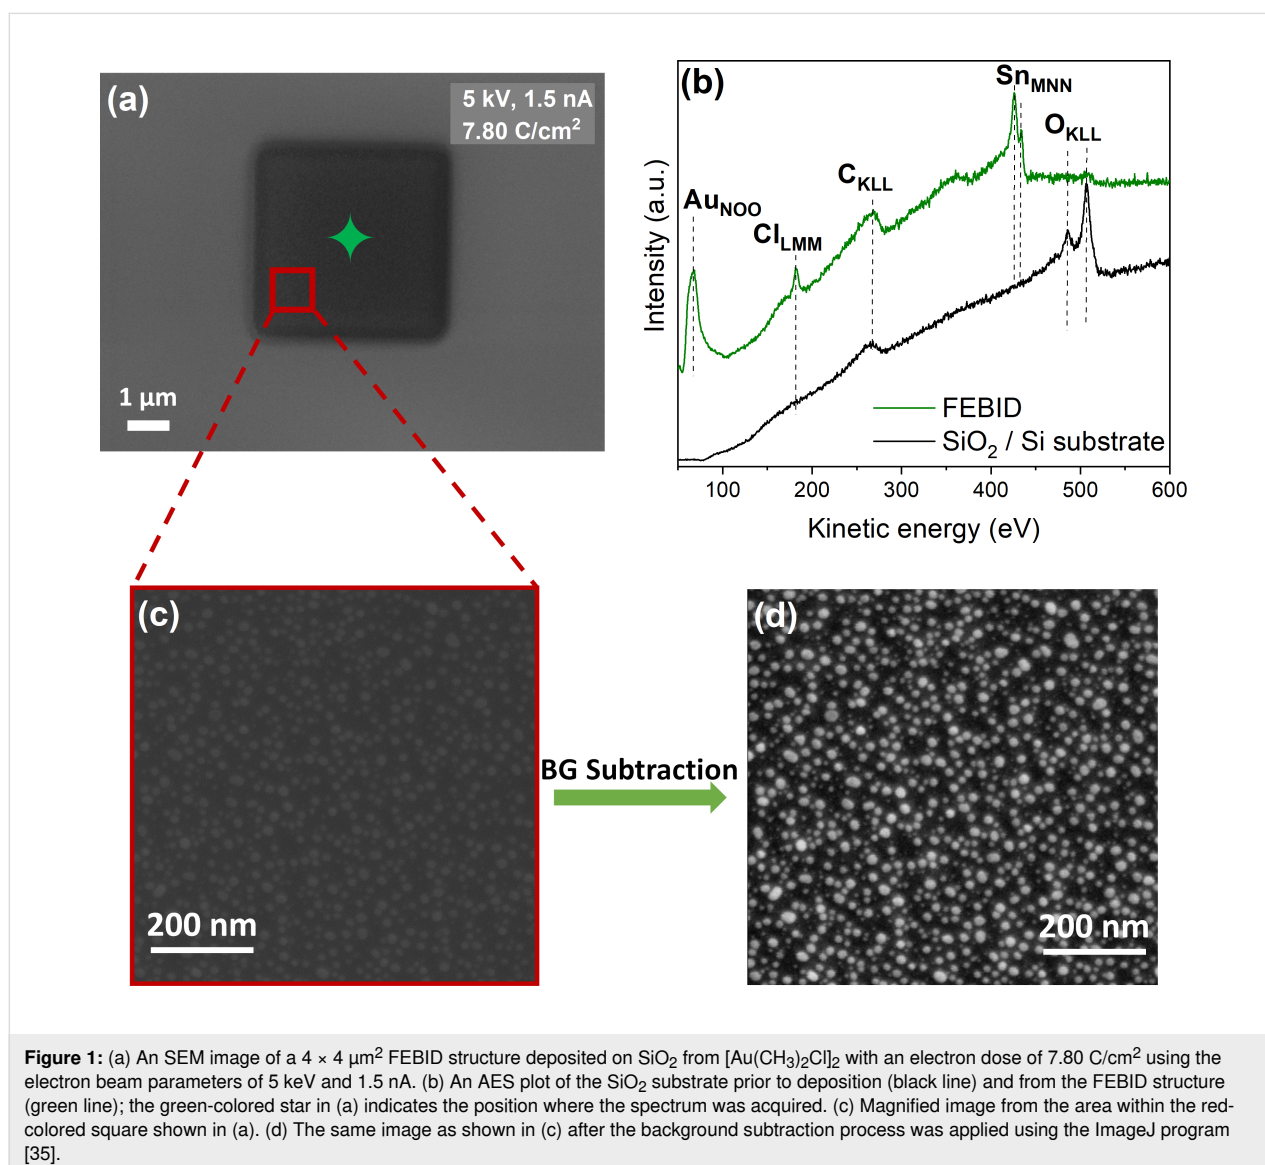 (a)
5 kV, 1.5 nA
7.80 C/cm²
1 µm
(b)
Intensity (a.u.)
Au_NOO
Cl_LMM
C_KLL
Sn_MNN
O_KLL
FEBID
SiO₂ / Si substrate
100 200 300 400 500 600
Kinetic energy (eV)
(c)
200 nm
BG Subtraction
(d)
200 nm
Figure 1: (a) An SEM image of a 4 × 4 µm² FEBID structure deposited on SiO₂ from [Au(CH₃)₂Cl]₂ with an electron dose of 7.80 C/cm² using the
electron beam parameters of 5 keV and 1.5 nA. (b) An AES plot of the SiO₂ substrate prior to deposition (black line) and from the FEBID structure
(green line); the green-colored star in (a) indicates the position where the spectrum was acquired. (c) Magnified image from the area within the red-
colored square shown in (a). (d) The same image as shown in (c) after the background subtraction process was applied using the ImageJ program
[35].